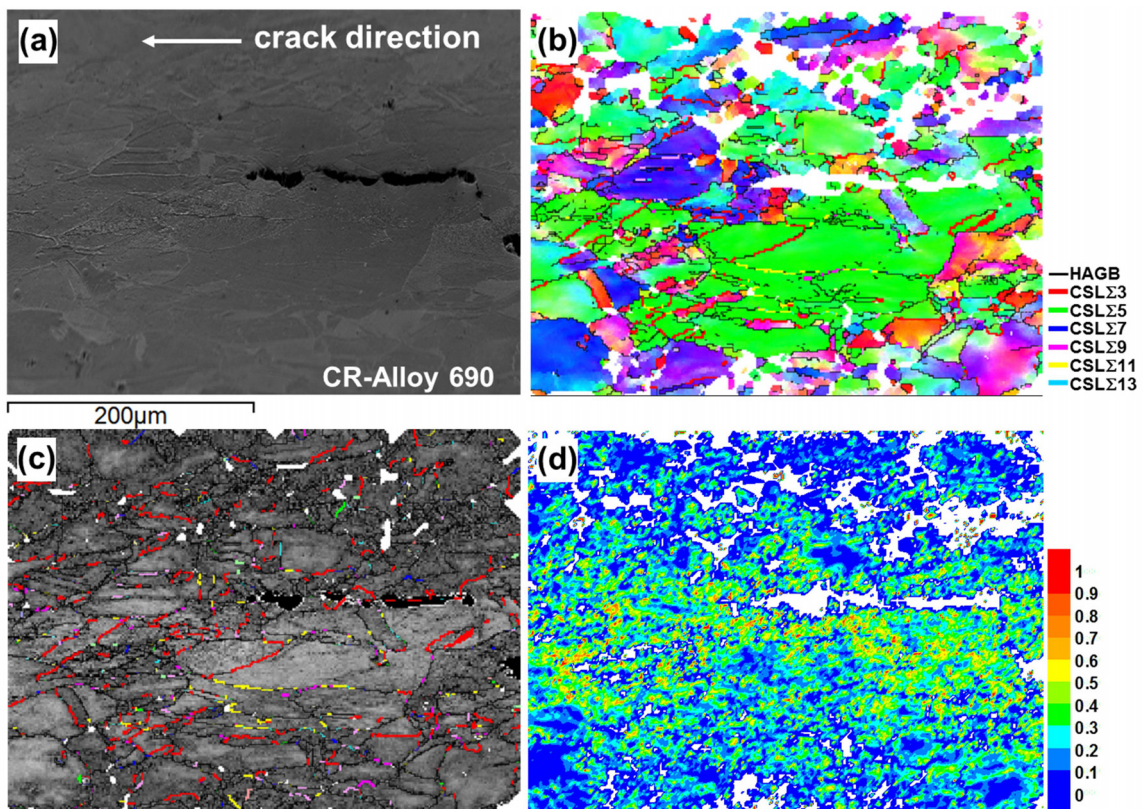 (a)
crack direction
CR-Alloy 690
200μm
(b)
HAGB
CSLΣ3
CSLΣ5
CSLΣ7
CSLΣ9
CSLΣ11
CSLΣ13
(c)
(d)
1
0.9
0.8
0.7
0.6
0.5
0.4
0.3
0.2
0.1
0